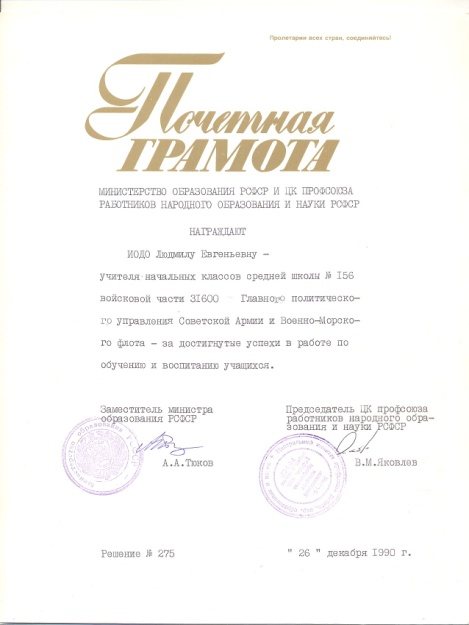 Пролетарии всех стран, соединяйтесь!
Почетная
ГРАМОТА
МИНИСТЕРСТВО ОБРАЗОВАНИЯ РСФСР И ЦК ПРОФСОЮЗА
РАБОТНИКОВ НАРОДНОГО ОБРАЗОВАНИЯ И НАУКИ РСФСР
НАГРАЖДАЮТ
ИОДО Людмилу Евгеньевну -
учителя начальных классов средней школы № 156
войсковой части 31600 Главного политическо-
го управления Советской Армии и Военно-Морско-
го флота - за достигнутые успехи в работе по
обучению и воспитанию учащихся.
Заместитель министра
образования РСФСР
А.А.Тюков
Председатель ЦК профсоюза
работников народного обра-
зования и науки РСФСР
В.М.Яковлев
Решение № 275
" 26 " декабря 1990 г.